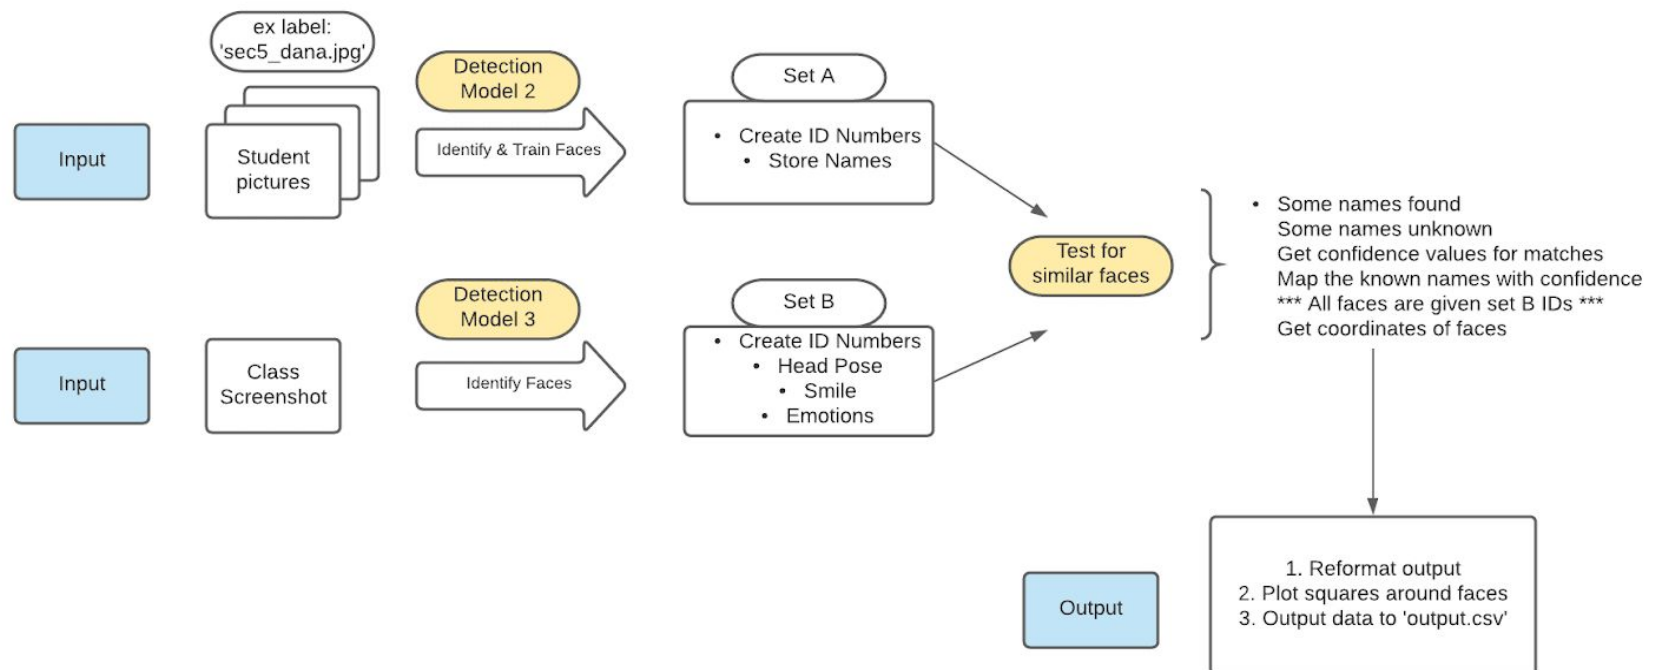 ex label:
'sec5_dana.jpg'
Input
Student
pictures
Detection
Model 2
Identify & Train Faces
Set A
• Create ID Numbers
• Store Names
Input
Class
Screenshot
Detection
Model 3
Identify Faces
Set B
• Create ID Numbers
• Head Pose
• Smile
• Emotions
Test for
similar faces
• Some names found
Some names unknown
Get confidence values for matches
Map the known names with confidence
*** All faces are given set B IDs ***
Get coordinates of faces
Output
1. Reformat output
2. Plot squares around faces
3. Output data to 'output.csv'